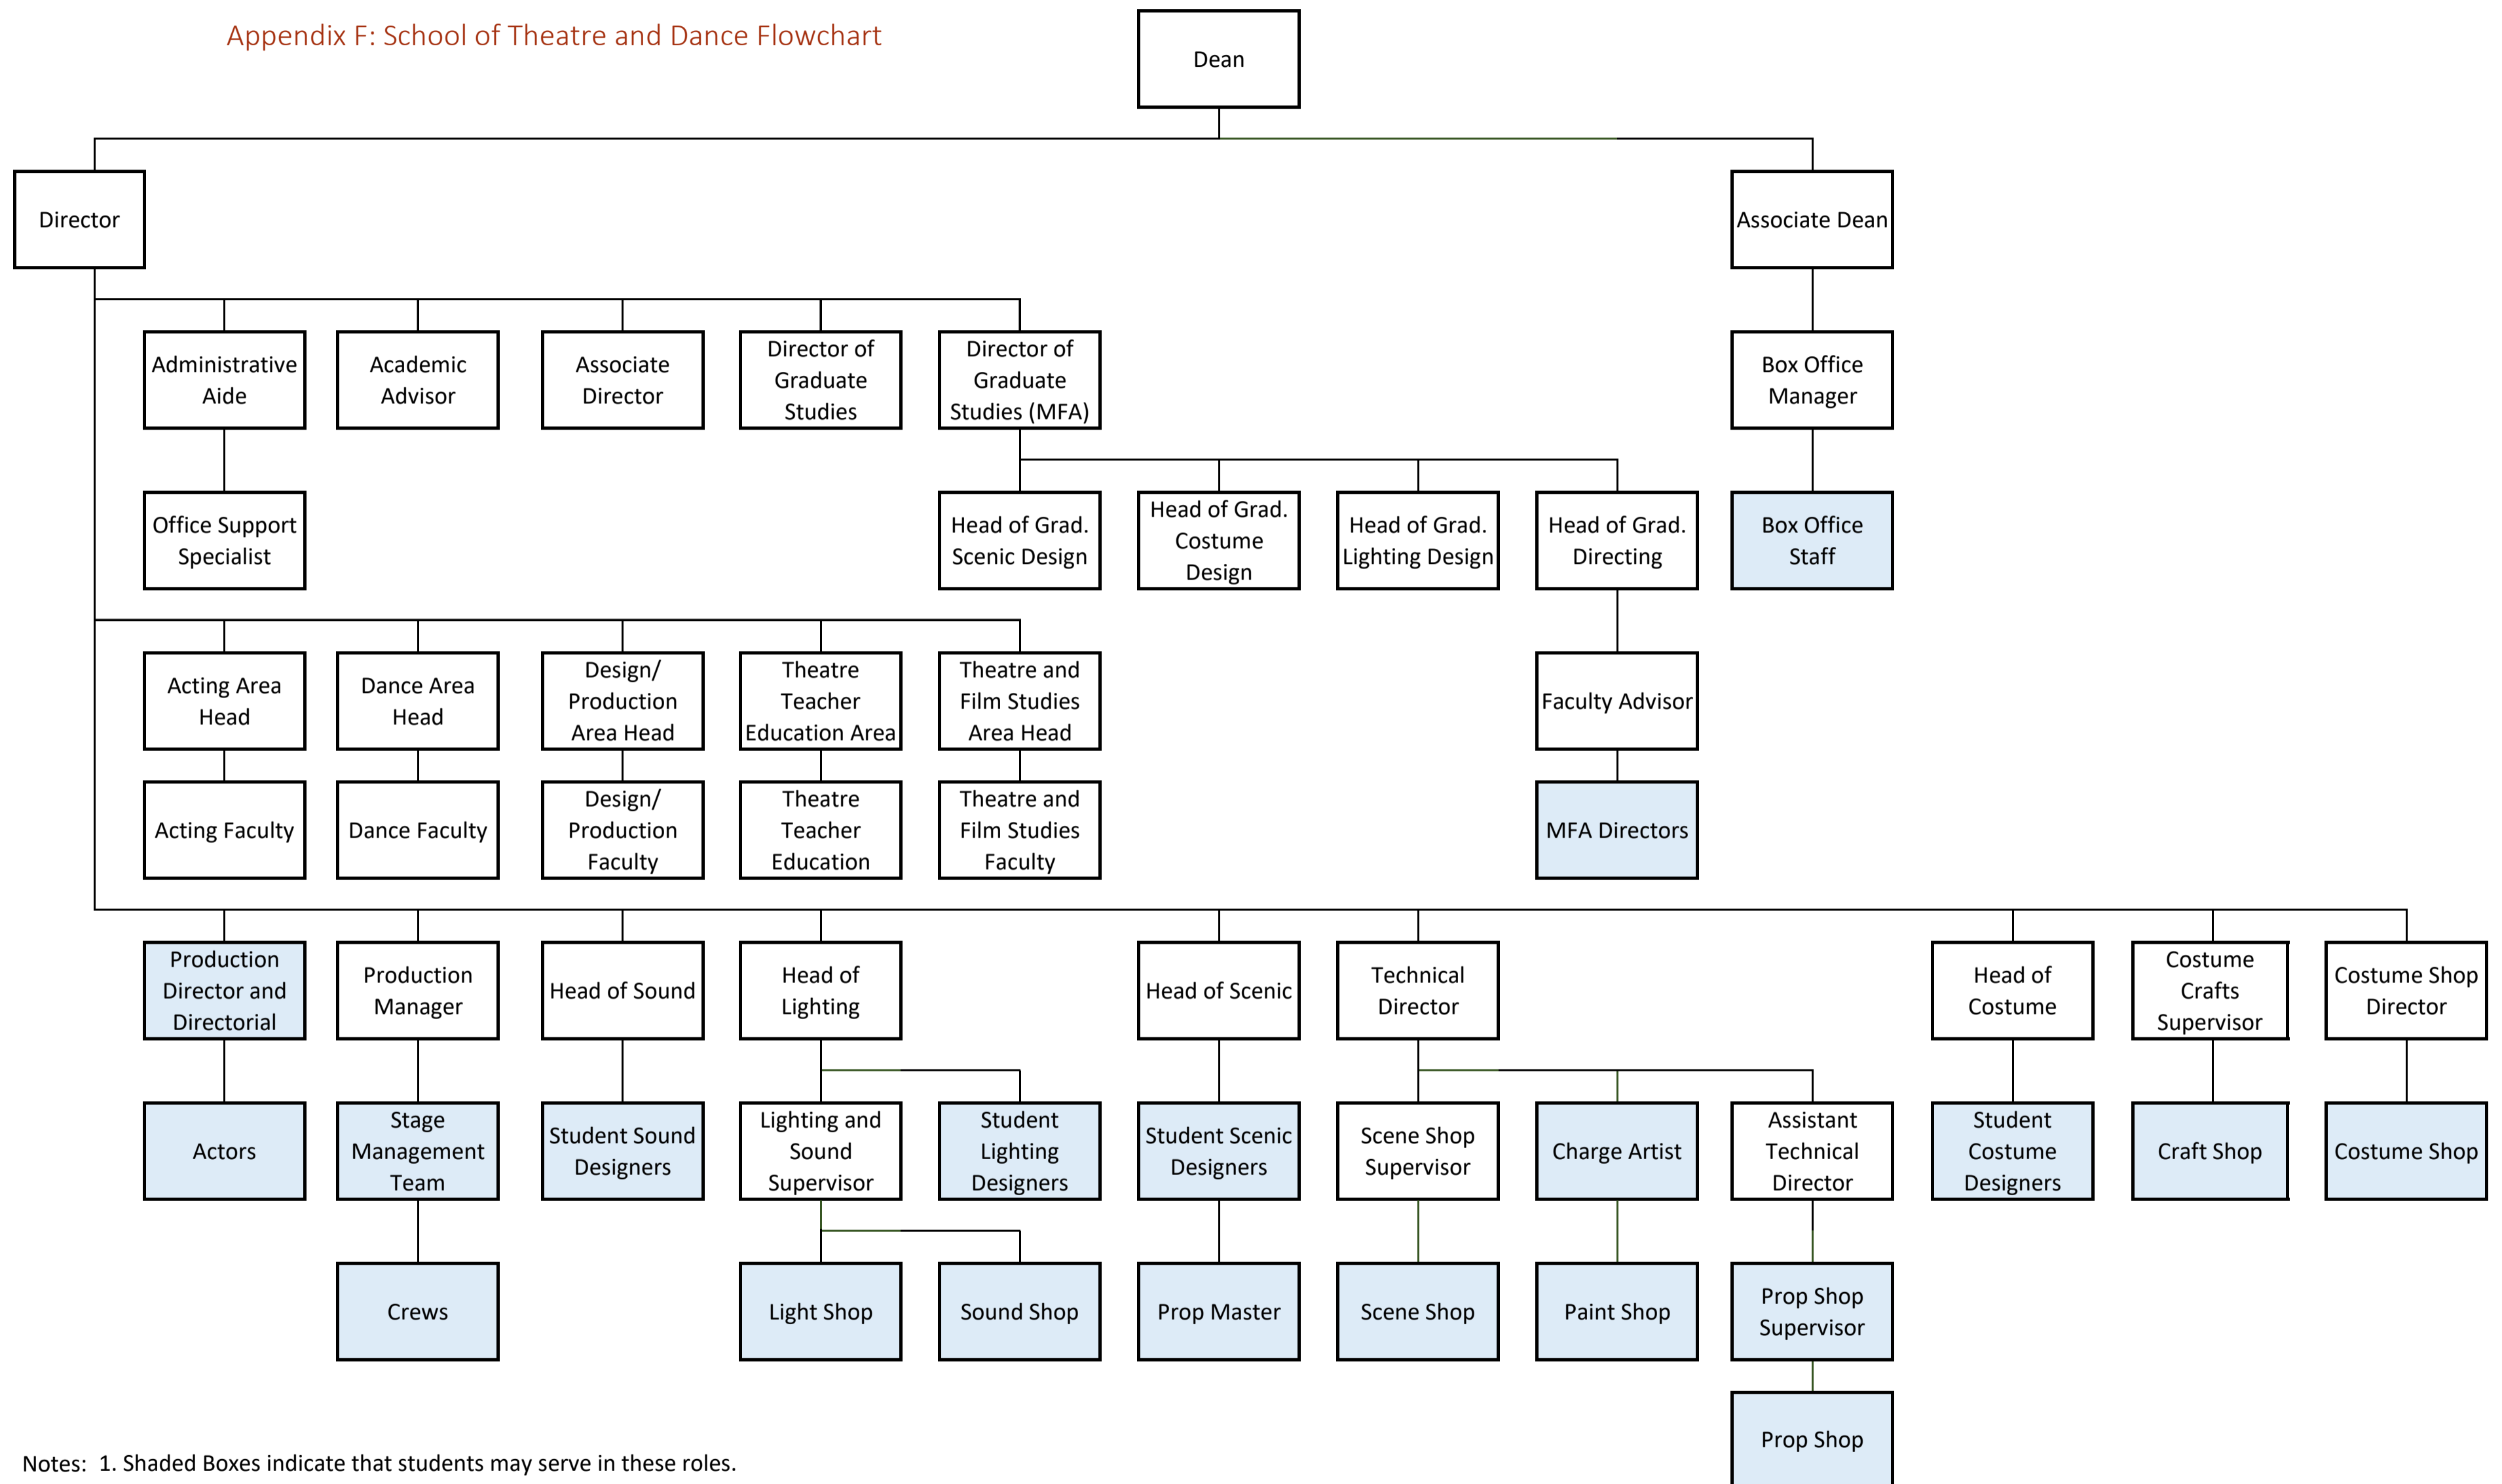 Appendix F: School of Theatre and Dance Flowchart
Dean
Director
Associate Dean
Administrative
Aide
Academic
Advisor
Associate
Director
Director of
Graduate
Studies
Director of
Graduate
Studies (MFA)
Box Office
Manager
Office Support
Specialist
Head of Grad.
Scenic Design
Head of Grad.
Costume
Design
Head of Grad.
Lighting Design
Head of Grad.
Directing
Box Office
Staff
Acting Area
Head
Dance Area
Head
Design/
Production
Area Head
Theatre
Teacher
Education Area
Theatre and
Film Studies
Area Head
Faculty Advisor
Acting Faculty
Dance Faculty
Design/
Production
Faculty
Theatre
Teacher
Education
Theatre and
Film Studies
Faculty
MFA Directors
Production
Director and
Directorial
Production
Manager
Head of Sound
Head of
Lighting
Head of Scenic
Technical
Director
Head of
Costume
Costume
Crafts
Supervisor
Costume Shop
Director
Actors
Stage
Management
Team
Student Sound
Designers
Lighting and
Sound
Supervisor
Student
Lighting
Designers
Student Scenic
Designers
Scene Shop
Supervisor
Charge Artist
Assistant
Technical
Director
Student
Costume
Designers
Craft Shop
Costume Shop
Crews
Light Shop
Sound Shop
Prop Master
Scene Shop
Paint Shop
Prop Shop
Supervisor
Prop Shop
Notes: 1. Shaded Boxes indicate that students may serve in these roles.